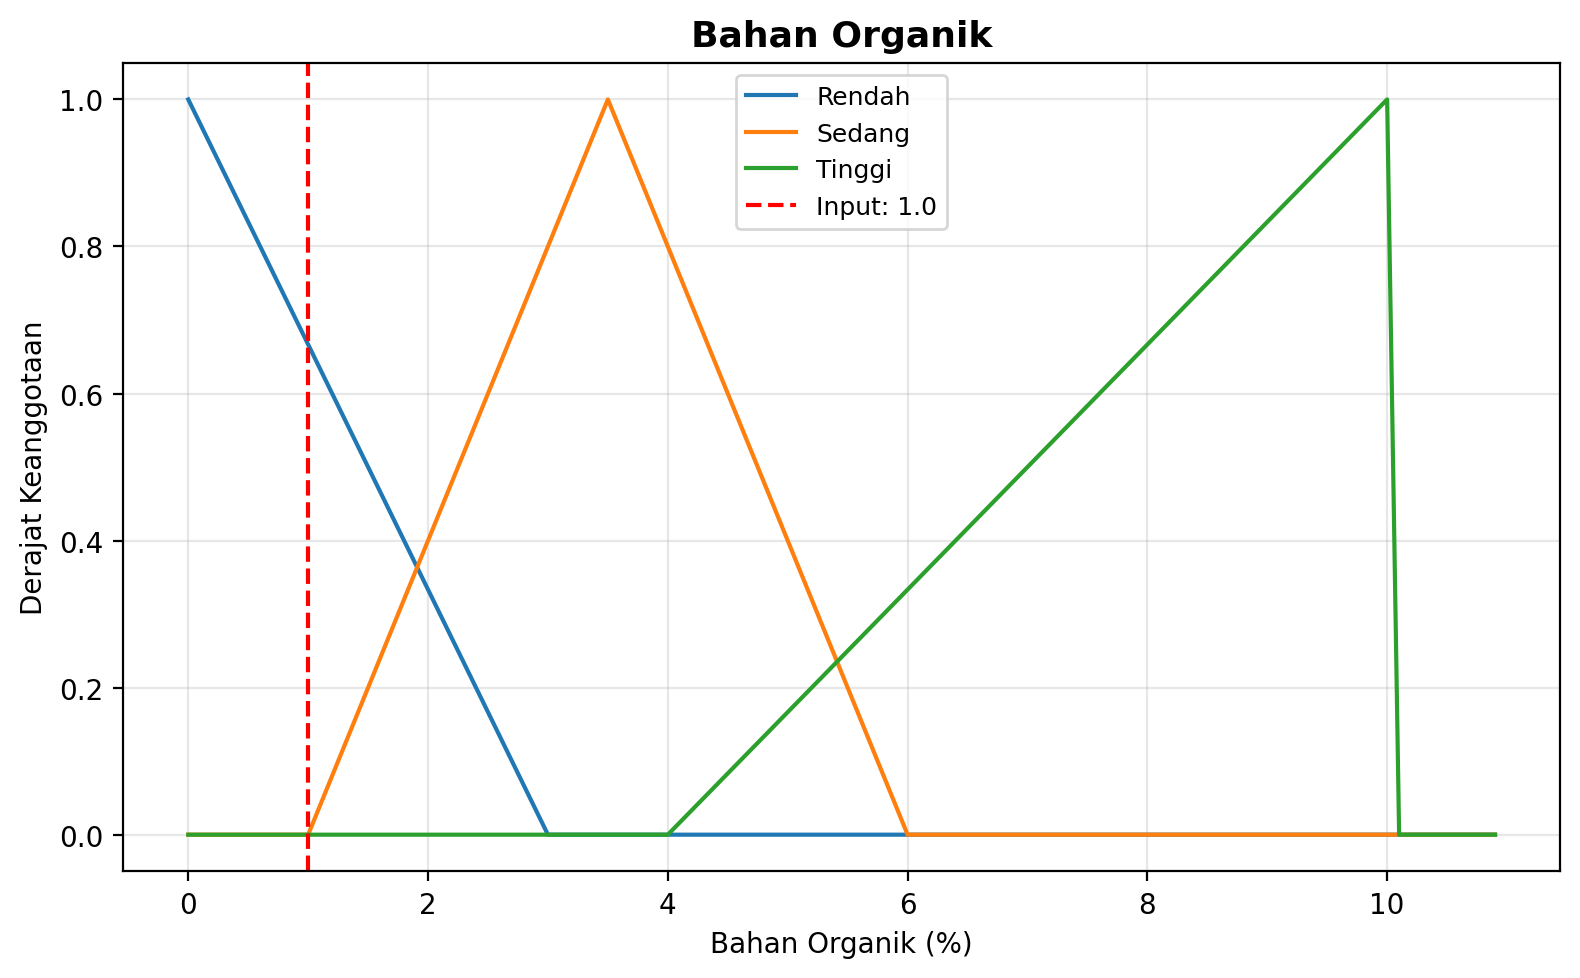 Bahan Organik
Rendah
Sedang
Tinggi
Input: 1.0
Derajat Keanggotaan
1.0
0.8
0.6
0.4
0.2
0.0
0 2 4 6 8 10
Bahan Organik (%)